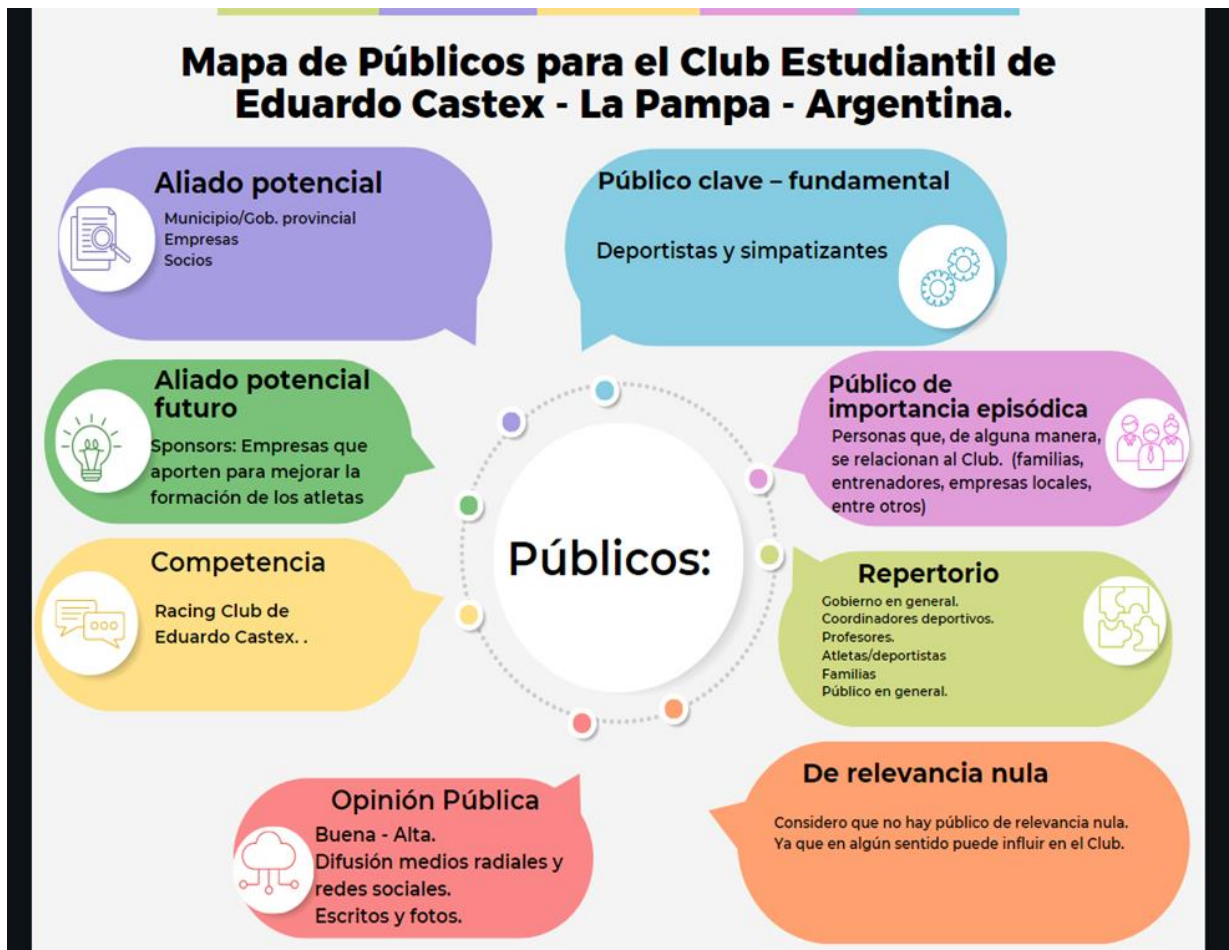 Mapa de Públicos para el Club Estudiantil de
Eduardo Castex - La Pampa - Argentina.
Aliado potencial
Municipio/Gob. provincial
Empresas
Socios
Público clave – fundamental
Deportistas y simpatizantes
Aliado potencial
futuro
Sponsors: Empresas que
aporten para mejorar la
formación de los atletas
Público de
importancia episódica
Personas que, de alguna manera,
se relacionan al Club. (familias,
entrenadores, empresas locales,
entre otros)
Públicos:
Competencia
Racing Club de
Eduardo Castex. .
Repertorio
Gobierno en general.
Coordinadores deportivos.
Profesores.
Atletas/deportistas
Familias
Público en general.
Opinión Pública
Buena - Alta.
Difusión medios radiales y
redes sociales.
Escritos y fotos.
De relevancia nula
Considero que no hay público de relevancia nula.
Ya que en algún sentido puede influir en el Club.